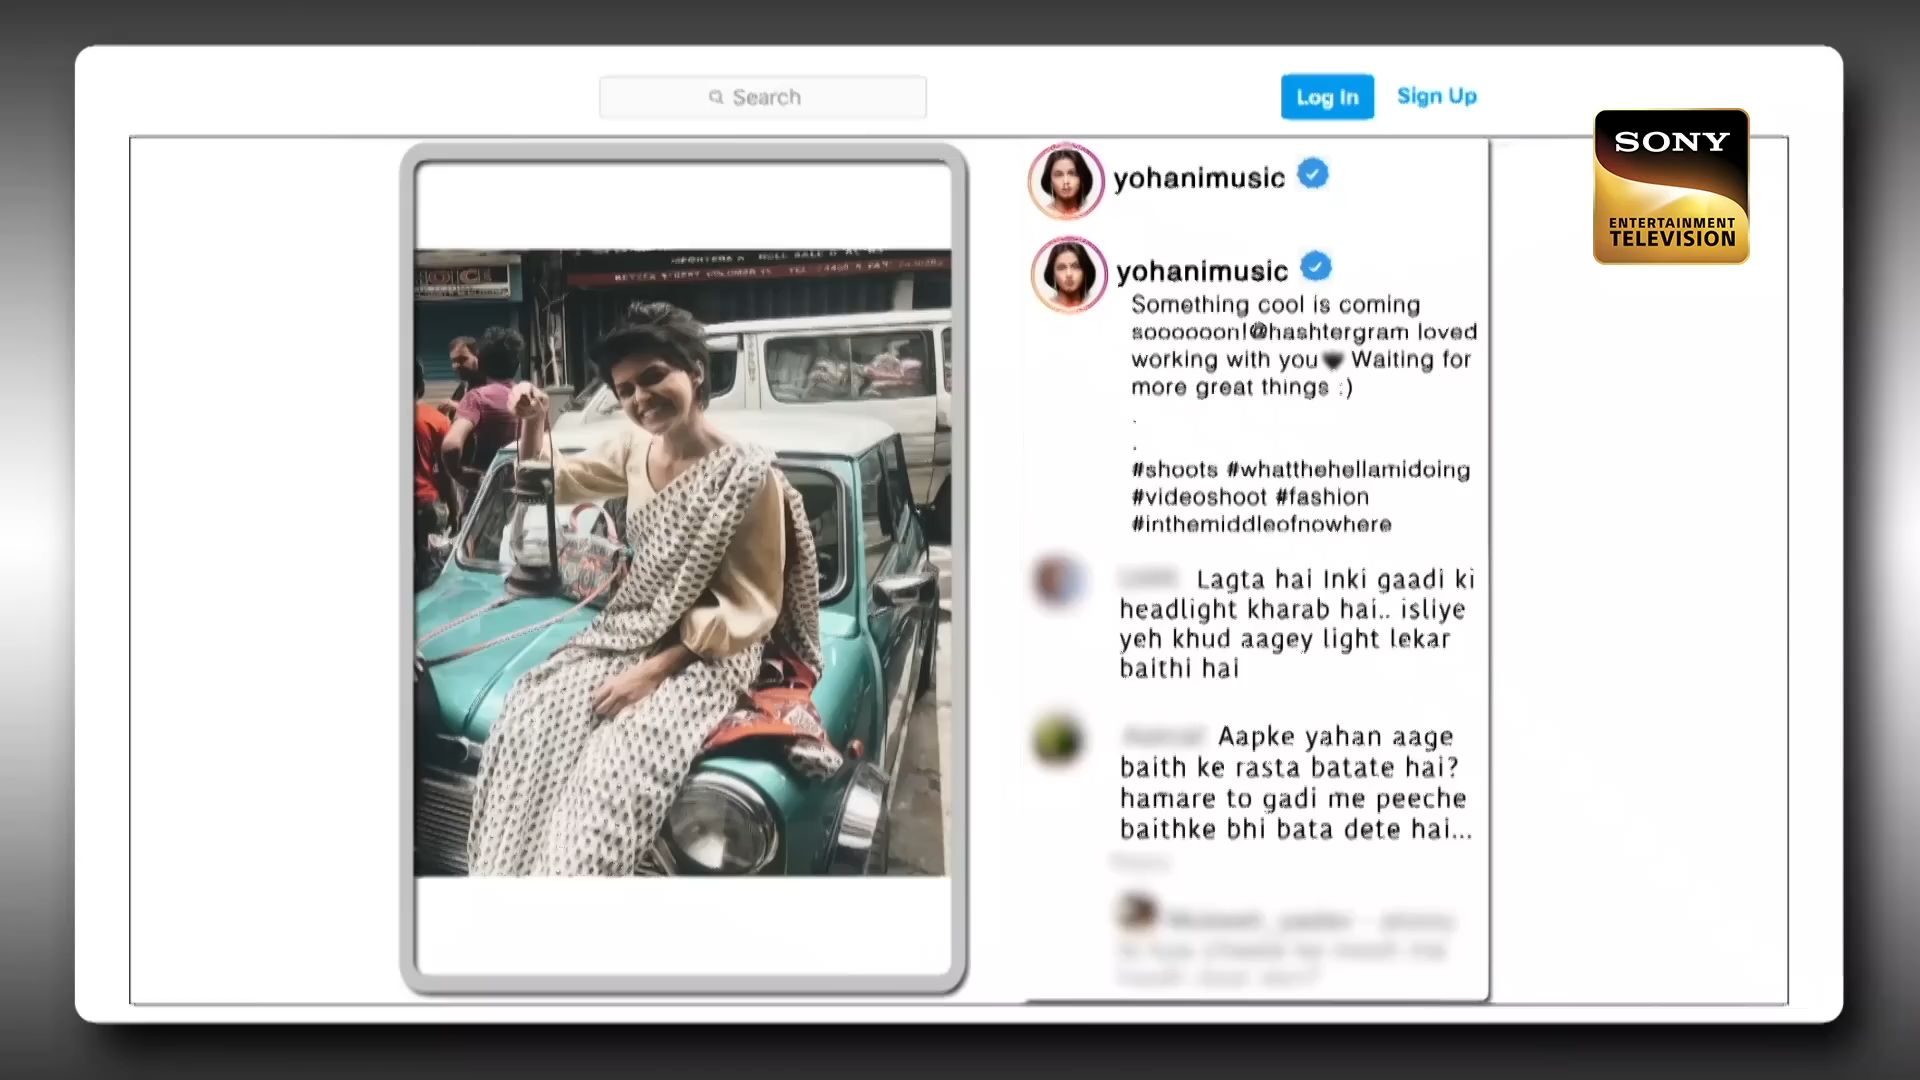 Search
Log In
Sign Up
SONY
ENTERTAINMENT
TELEVISION
yohanimusic
yohanimusic
Something cool is coming
sooooooon!@hashtergram loved
working with you🖤 Waiting for
more great things :)
.
.
#shoots #whatthehellamidoing
#videoshoot #fashion
#inthemiddleofnowhere
Lagta hai Inki gaadi ki
headlight kharab hai.. isliye
yeh khud aagey light lekar
baithi hai
Aapke yahan aage
baith ke rasta batate hai?
hamare to gadi me peeche
baithke bhi bata dete hai...